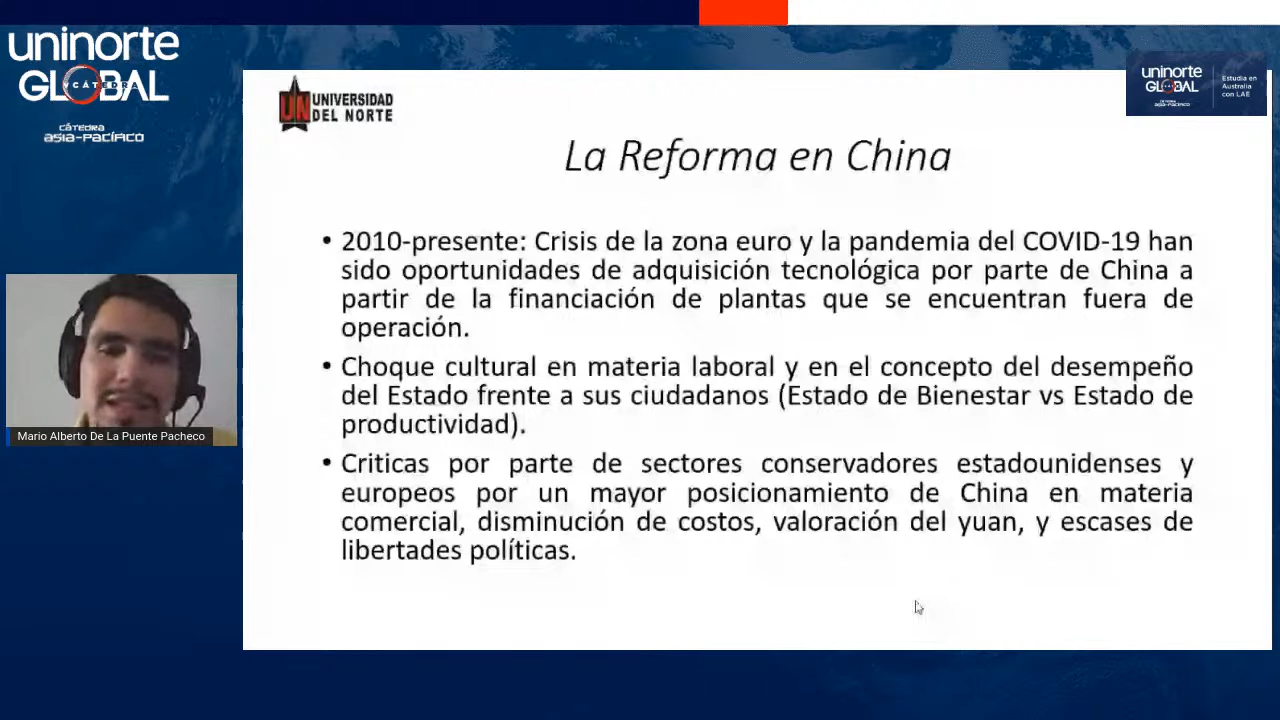 uninorte
GLOBAL
CÁTEDRA
ASIA-PACÍFICO
UN UNIVERSIDAD
DEL NORTE
uninorte
GLOBAL
CÁTEDRA
ASIA-PACÍFICO
Estudia en
Australia
con LAE
La Reforma en China
• 2010-presente: Crisis de la zona euro y la pandemia del COVID-19 han
sido oportunidades de adquisición tecnológica por parte de China a
partir de la financiación de plantas que se encuentran fuera de
operación.
• Choque cultural en materia laboral y en el concepto del desempeño
del Estado frente a sus ciudadanos (Estado de Bienestar vs Estado de
productividad).
• Criticas por parte de sectores conservadores estadounidenses y
europeos por un mayor posicionamiento de China en materia
comercial, disminución de costos, valoración del yuan, y escases de
libertades políticas.
Mario Alberto De La Puente Pacheco